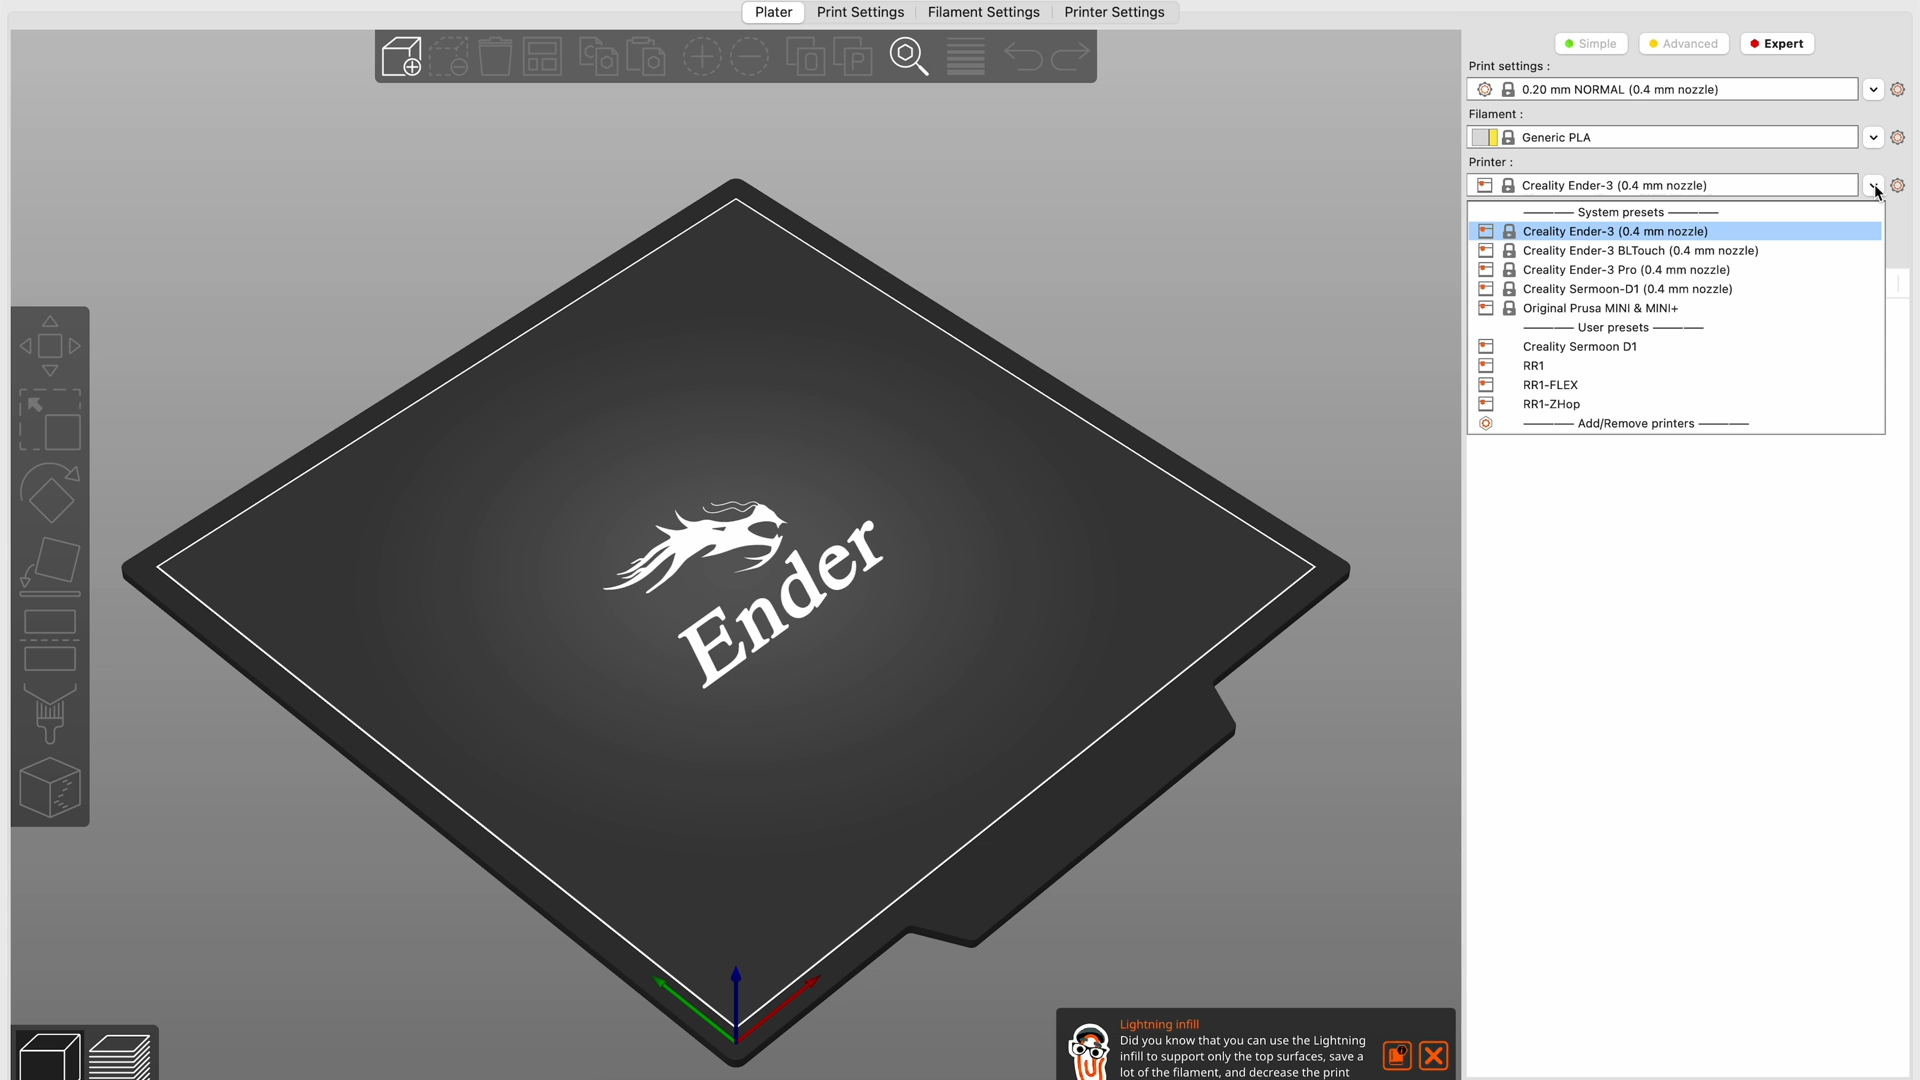 Plater
Print Settings
Filament Settings
Printer Settings
Simple
Advanced
Expert
Print settings :
0.20 mm NORMAL (0.4 mm nozzle)
Filament :
Generic PLA
Printer :
Creality Ender-3 (0.4 mm nozzle)
System presets
Creality Ender-3 (0.4 mm nozzle)
Creality Ender-3 BLTouch (0.4 mm nozzle)
Creality Ender-3 Pro (0.4 mm nozzle)
Creality Sermoon-D1 (0.4 mm nozzle)
Original Prusa MINI & MINI+
User presets
Creality Sermoon D1
RR1
RR1-FLEX
RR1-ZHop
Add/Remove printers
Ender
Lightning infill
Did you know that you can use the Lightning
infill to support only the top surfaces, save a
lot of the filament, and decrease the print